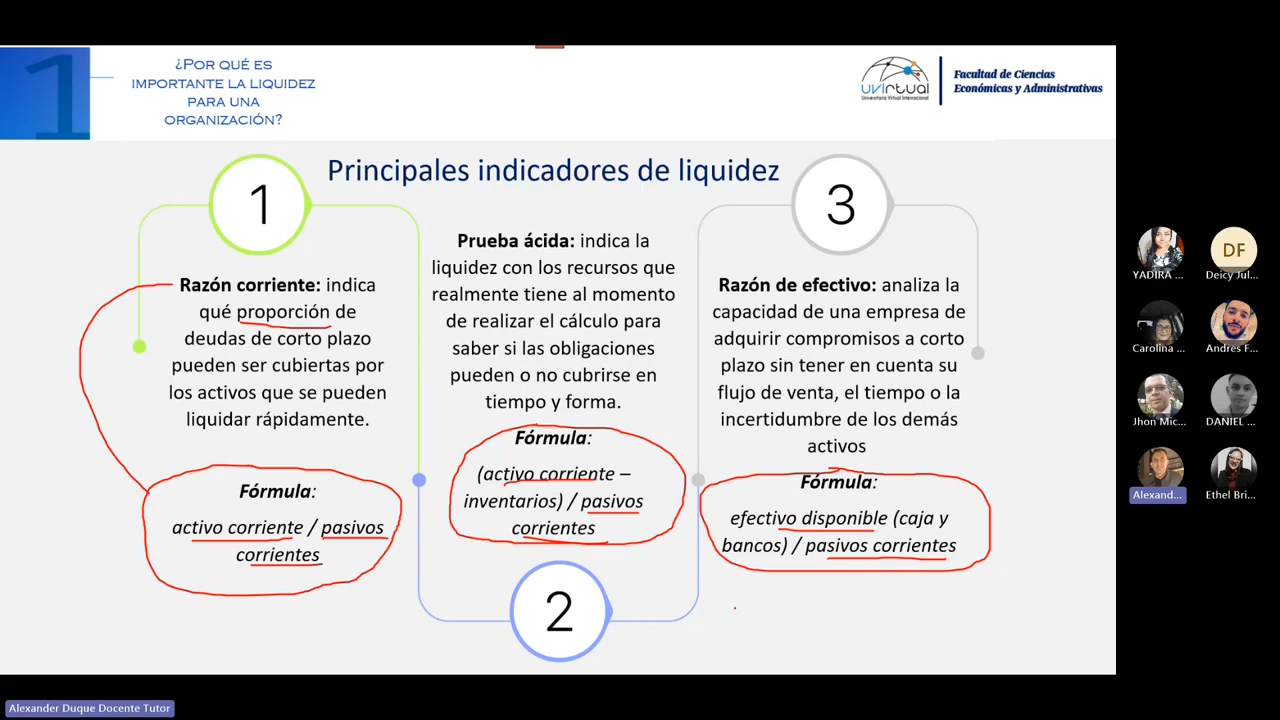 1
¿POR QUÉ ES
IMPORTANTE LA LIQUIDEZ
PARA UNA
ORGANIZACIÓN?
uvirtual
Universitaria Virtual Internacional
Facultad de Ciencias
Económicas y Administrativas
Principales indicadores de liquidez
1
Razón corriente: indica
qué proporción de
deudas de corto plazo
pueden ser cubiertas por
los activos que se pueden
liquidar rápidamente.
Fórmula:
activo corriente / pasivos
corrientes
Prueba ácida: indica la
liquidez con los recursos que
realmente tiene al momento
de realizar el cálculo para
saber si las obligaciones
pueden o no cubrirse en
tiempo y forma.
Fórmula:
(activo corriente –
inventarios) / pasivos
corrientes
2
3
Razón de efectivo: analiza la
capacidad de una empresa de
adquirir compromisos a corto
plazo sin tener en cuenta su
flujo de venta, el tiempo o la
incertidumbre de los demás
activos
Fórmula:
efectivo disponible (caja y
bancos) / pasivos corrientes
YADIRA ...
DF
Deicy Jul...
Carolina ...
Andrés F...
Jhon Mic...
DANIEL ...
Alexand...
Ethel Bri...
Alexander Duque Docente Tutor